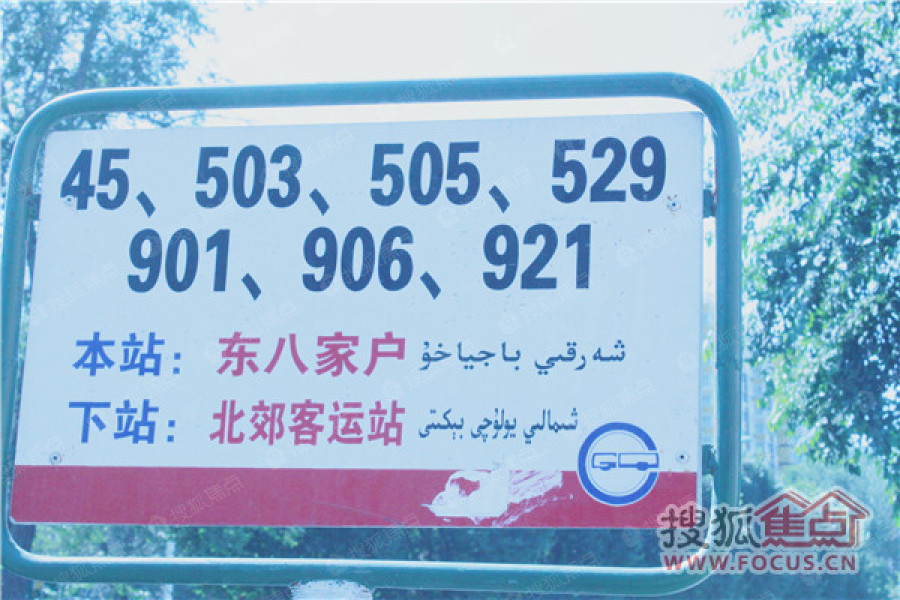 45、503、505、529
901、906、921
本站：东八家户 شەرقىي باجياخۇ
下站：北郊客运站 شىمالىي يولۇچى بېكىتى
搜狐焦点
WWW.FOCUS.CN